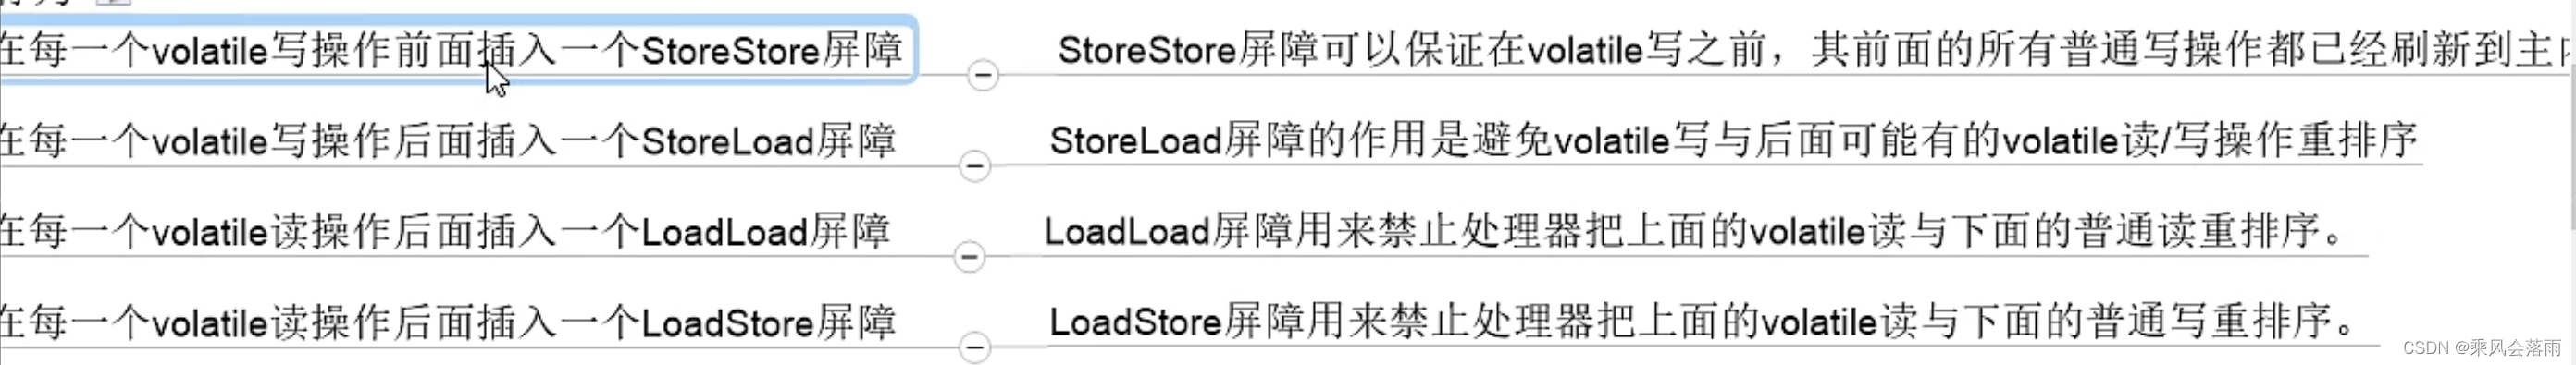 在每一个volatile写操作前面插入一个StoreStore屏障
StoreStore屏障可以保证在volatile写之前，其前面的所有普通写操作都已经刷新到主
在每一个volatile写操作后面插入一个StoreLoad屏障
StoreLoad屏障的作用是避免volatile写与后面可能有的volatile读/写操作重排序
在每一个volatile读操作后面插入一个LoadLoad屏障
LoadLoad屏障用来禁止处理器把上面的volatile读与下面的普通读重排序。
在每一个volatile读操作后面插入一个LoadStore屏障
LoadStore屏障用来禁止处理器把上面的volatile读与下面的普通写重排序。
CSDN @乘风会落雨